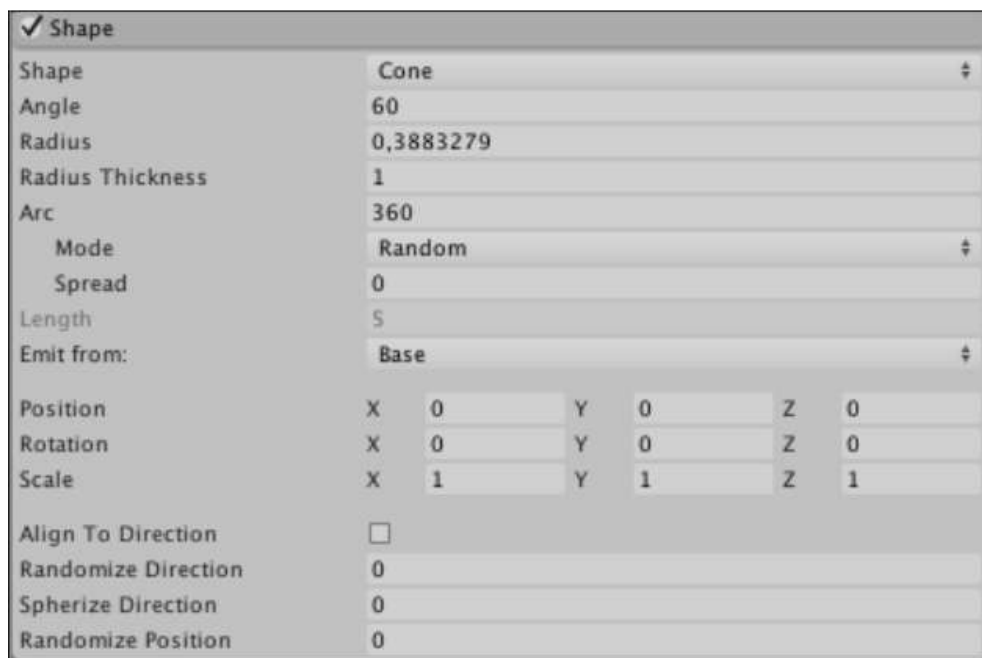 Shape
Shape Cone
Angle 60
Radius 0,3883279
Radius Thickness 1
Arc 360
Mode Random
Spread 0
Length 5
Emit from: Base
Position X 0 Y 0 Z 0
Rotation X 0 Y 0 Z 0
Scale X 1 Y 1 Z 1
Align To Direction
Randomize Direction 0
Spherize Direction 0
Randomize Position 0